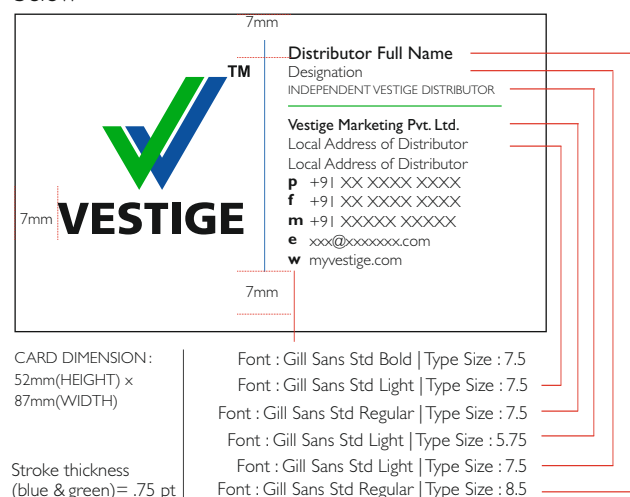 7mm
Distributor Full Name
Designation
INDEPENDENT VESTIGE DISTRIBUTOR
TM
VESTIGE
7mm
Vestige Marketing Pvt. Ltd.
Local Address of Distributor
Local Address of Distributor
p +91 XX XXXX XXXX
f +91 XX XXXX XXXX
m +91 XXXXX XXXXX
e xxx@xxxxxxx.com
w myvestige.com
7mm
CARD DIMENSION :
52mm(HEIGHT) x
87mm(WIDTH)
Stroke thickness
(blue & green)= .75 pt
Font : Gill Sans Std Bold | Type Size : 7.5
Font : Gill Sans Std Light | Type Size : 7.5
Font : Gill Sans Std Regular | Type Size : 7.5
Font : Gill Sans Std Light | Type Size : 5.75
Font : Gill Sans Std Light | Type Size : 7.5
Font : Gill Sans Std Regular | Type Size : 8.5